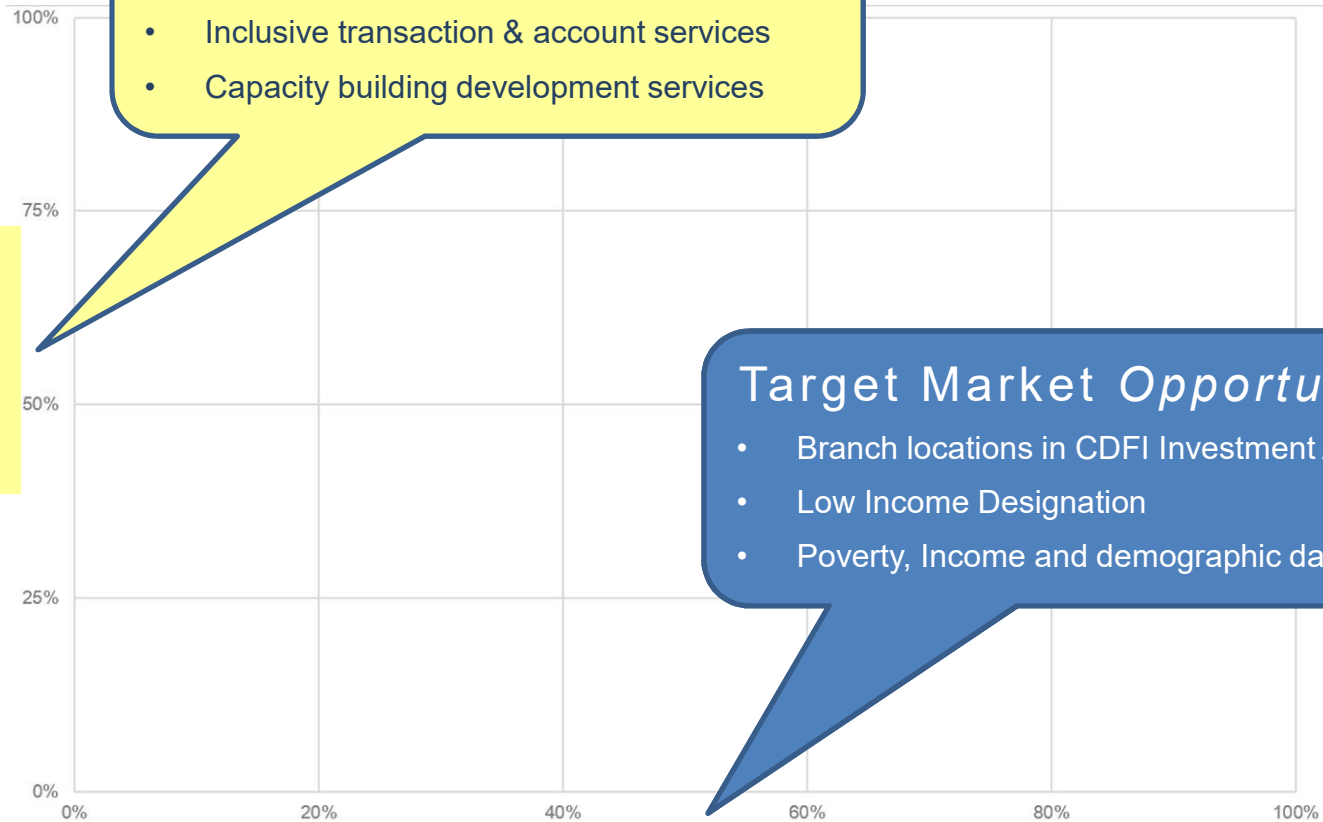 100%
• Inclusive transaction & account services
• Capacity building development services
75%
Target Market Opportu
50%
• Branch locations in CDFI Investment
• Low Income Designation
• Poverty, Income and demographic da
25%
0%
0% 20% 40% 60% 80% 100%